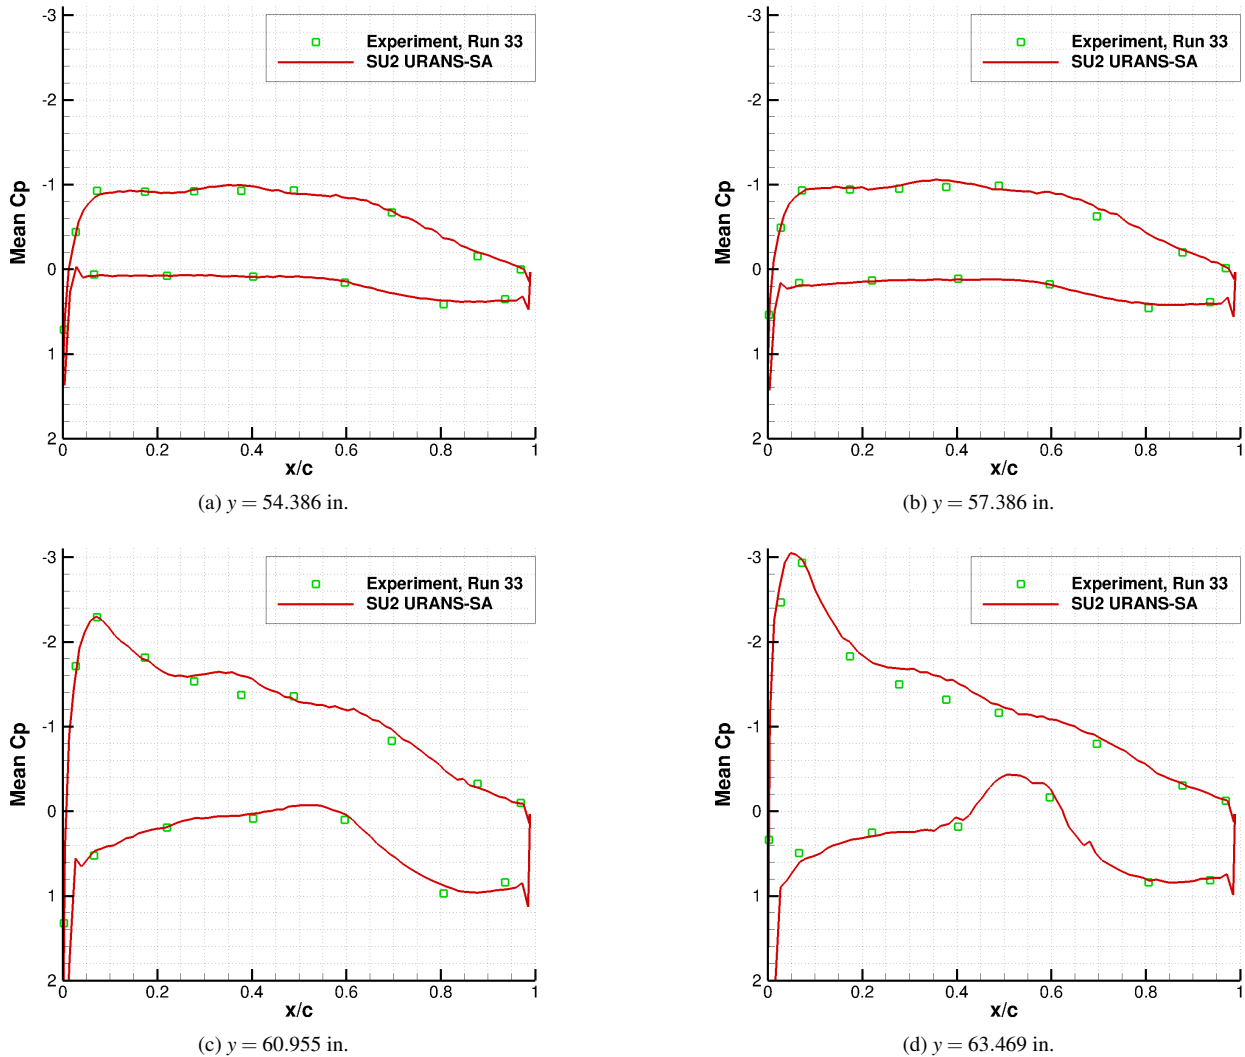 -3
-2
-1
0
1
2
Mean Cp
0 0.2 0.4 0.6 0.8 1
x/c
Experiment, Run 33
SU2 URANS-SA
(a) y = 54.386 in.
-3
-2
-1
0
1
2
Mean Cp
0 0.2 0.4 0.6 0.8 1
x/c
Experiment, Run 33
SU2 URANS-SA
(b) y = 57.386 in.
-3
-2
-1
0
1
2
Mean Cp
0 0.2 0.4 0.6 0.8 1
x/c
Experiment, Run 33
SU2 URANS-SA
(c) y = 60.955 in.
-3
-2
-1
0
1
2
Mean Cp
0 0.2 0.4 0.6 0.8 1
x/c
Experiment, Run 33
SU2 URANS-SA
(d) y = 63.469 in.